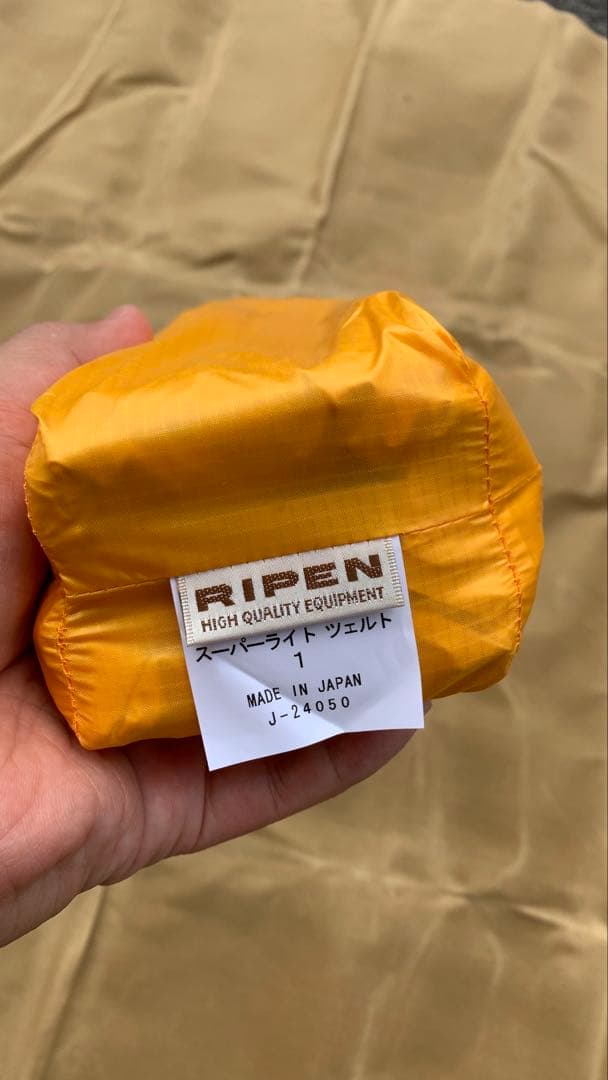 RIPEN
HIGH QUALITY EQUIPMENT
スーパーライト ツェルト
1
MADE IN JAPAN
J-24050